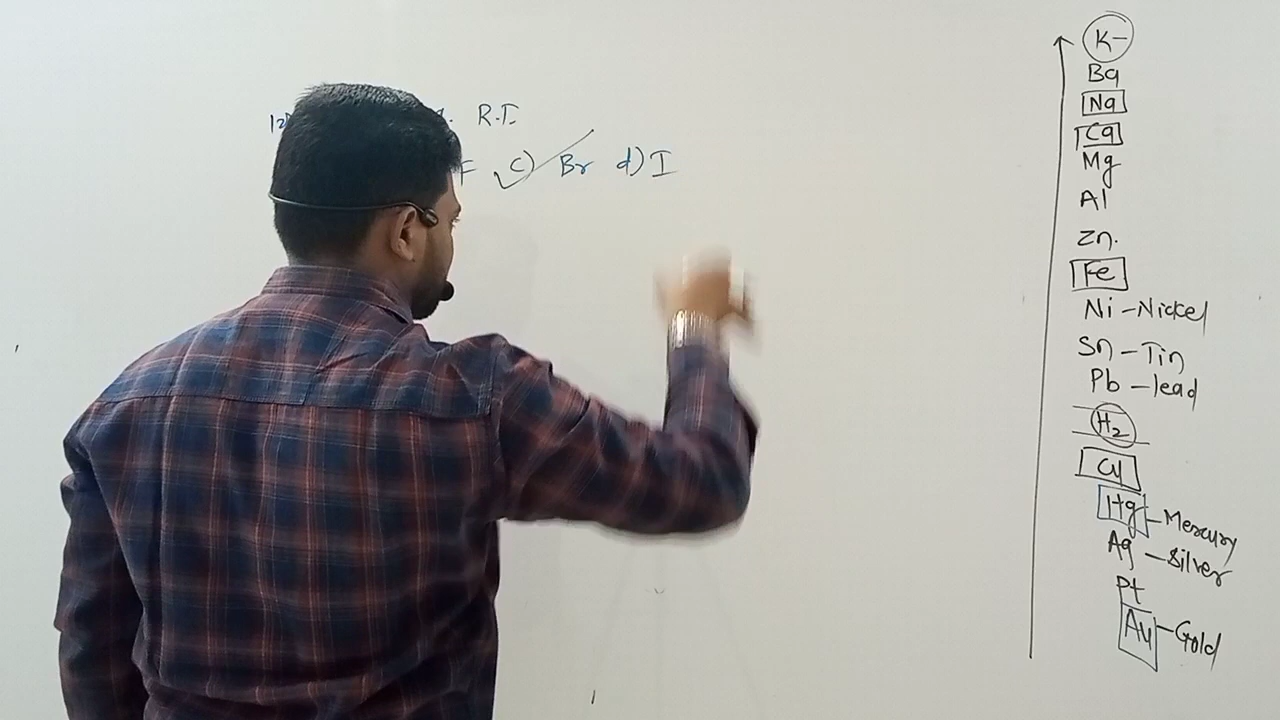 R.T.
F c) Br d) I
K
Ba
Na
Ca
Mg
Al
Zn.
Fe
Ni - Nickel
Sn - Tin
Pb - lead
H2
Cu
Hg - Mercury
Ag - Silver
Pt
Au - Gold